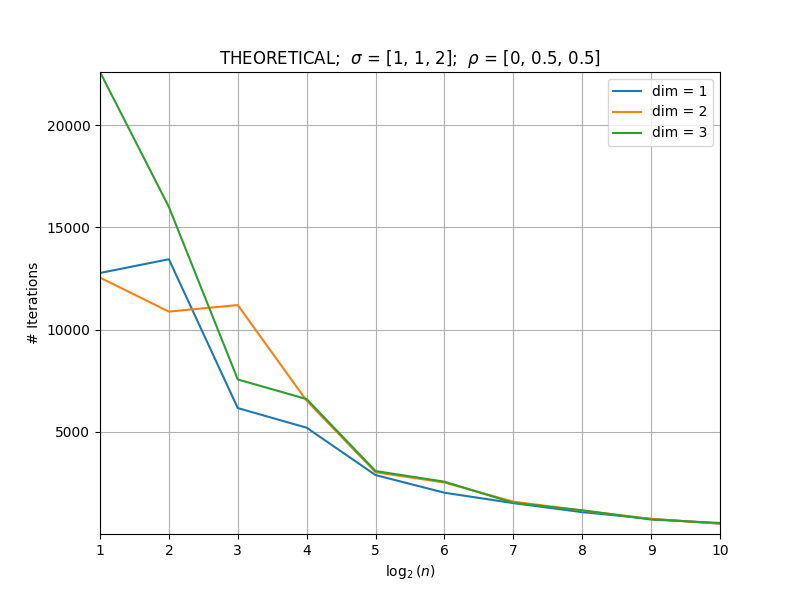 THEORETICAL;  σ = [1, 1, 2];  ρ = [0, 0.5, 0.5]
dim = 1
dim = 2
dim = 3
20000
15000
10000
5000
# Iterations
1 2 3 4 5 6 7 8 9 10
log₂(n)